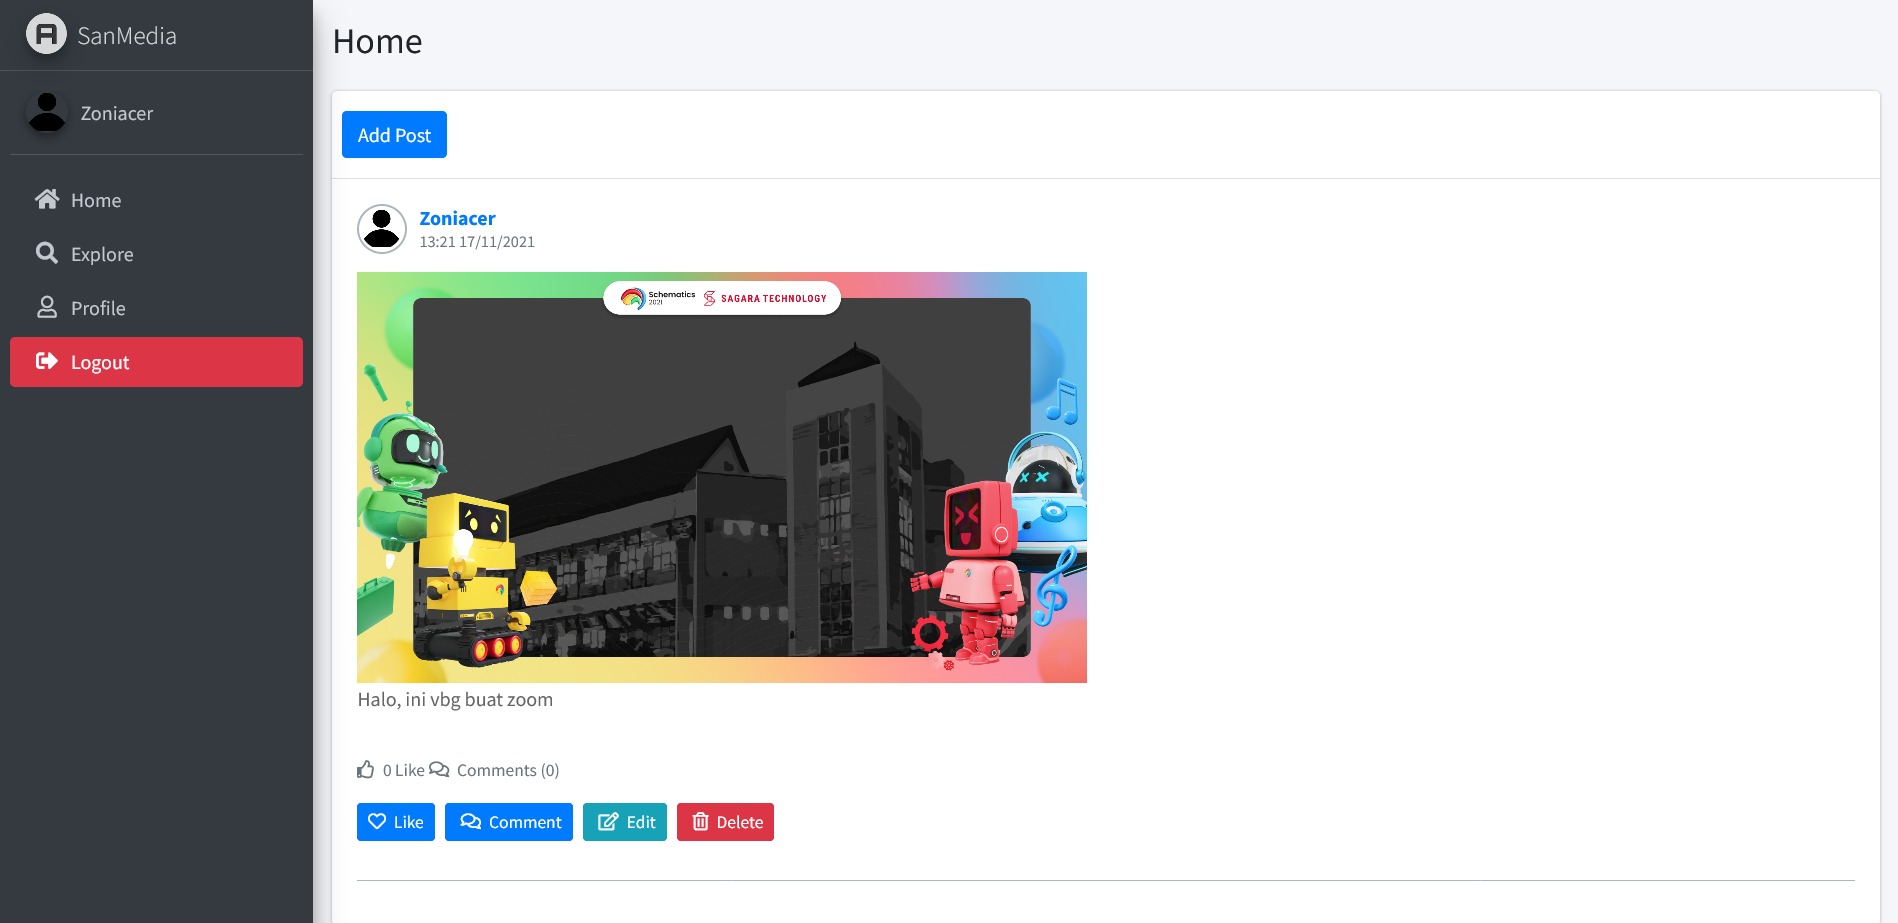 SanMedia
Zoniacer
Home
Explore
Profile
Logout
Home
Add Post
Zoniacer
13:21 17/11/2021
Schematics
2021
SAGARA TECHNOLOGY
Halo, ini vbg buat zoom
0 Like Comments (0)
Like Comment Edit Delete